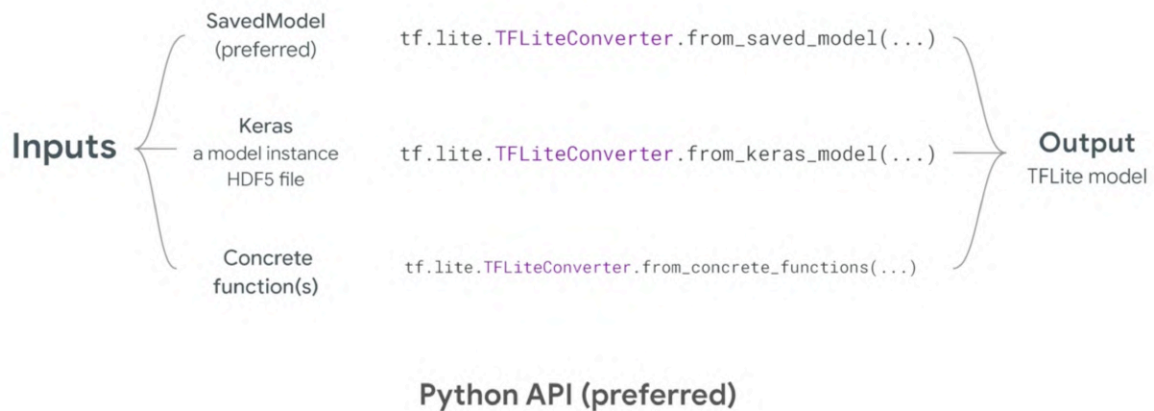 SavedModel
(preferred)
tf.lite.TFLiteConverter.from_saved_model(...)
Inputs
Keras
a model instance
HDF5 file
tf.lite.TFLiteConverter.from_keras_model(...)
Output
TFLite model
Concrete
function(s)
tf.lite.TFLiteConverter.from_concrete_functions(...)
Python API (preferred)